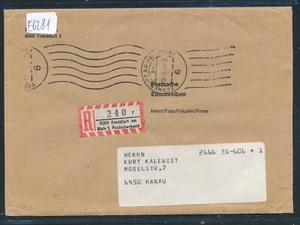 F6281
6000 Frankfurt 1
Postsache
Einschreiben
Herrn/Frau/Fräulein/Firma
R 240 r
6000 Frankfurt am
Main 1, Postscheckamt
2666 31-606 + 1
HERRN
KURT KALLWEIT
MOSELSTR.7
6450 HANAU